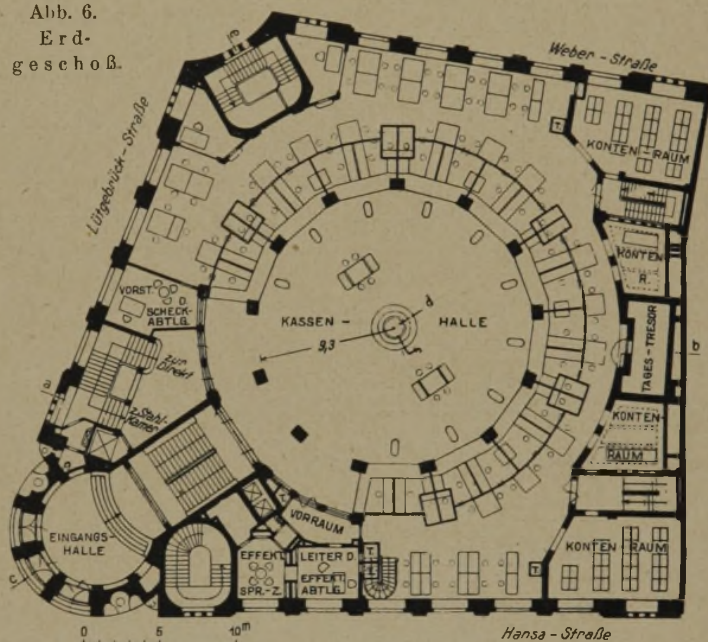 Abb. 6.
Erd-
geschoß.
Weber-Straße
Lütgebrück-Straße
e
KONTEN-RAUM
KONTEN
R.
VORST.
D.
SCHECK-
ABTLG.
KASSEN-HALLE
d
9,3
f
TAGES-TRESOR
b
zur
Direkt
z. Stahl-
Kamer
a
KONTEN-
RAUM
EINGANGS-
HALLE
VORRAUM
EFFEKT.
SPR.-Z.
LEITER D
EFFEKT.
ABTLG.
T.
T.
T.
KONTEN-RAUM
c
0 5 10m
Hansa-Straße